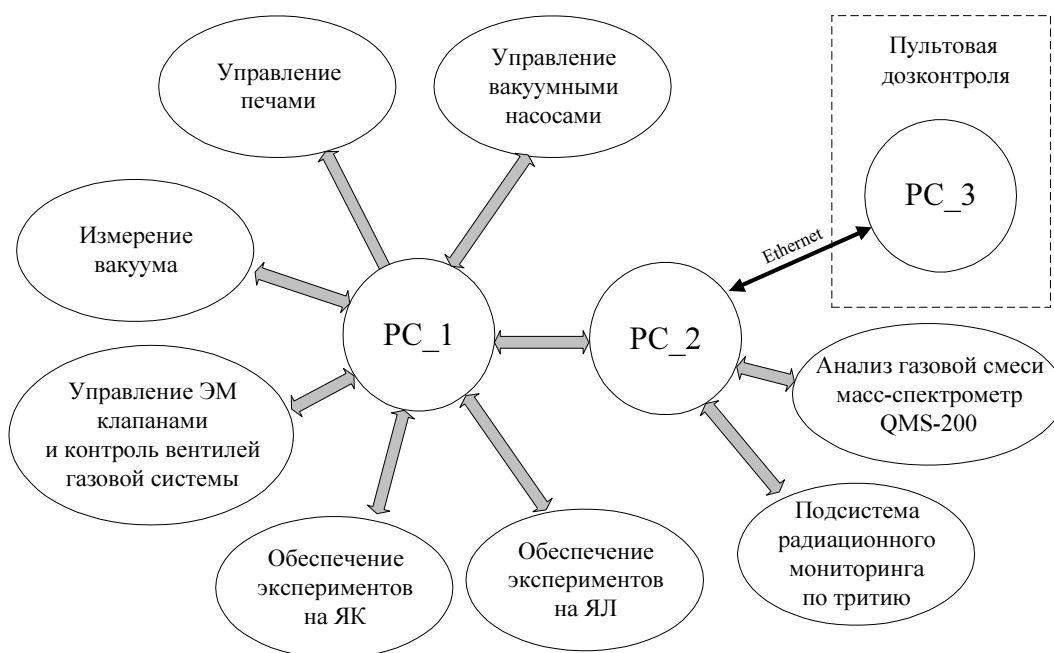 Управление
печами
Управление
вакуумными
насосами
Пультовая
дозконтроля
PC_3
Ethernet
Измерение
вакуума
PC_1
PC_2
Управление ЭМ
клапанами
и контроль вентилей
газовой системы
Анализ газовой смеси
масс-спектрометр
QMS-200
Обеспечение
экспериментов
на ЯК
Обеспечение
экспериментов
на ЯЛ
Подсистема
радиационного
мониторинга
по тритию